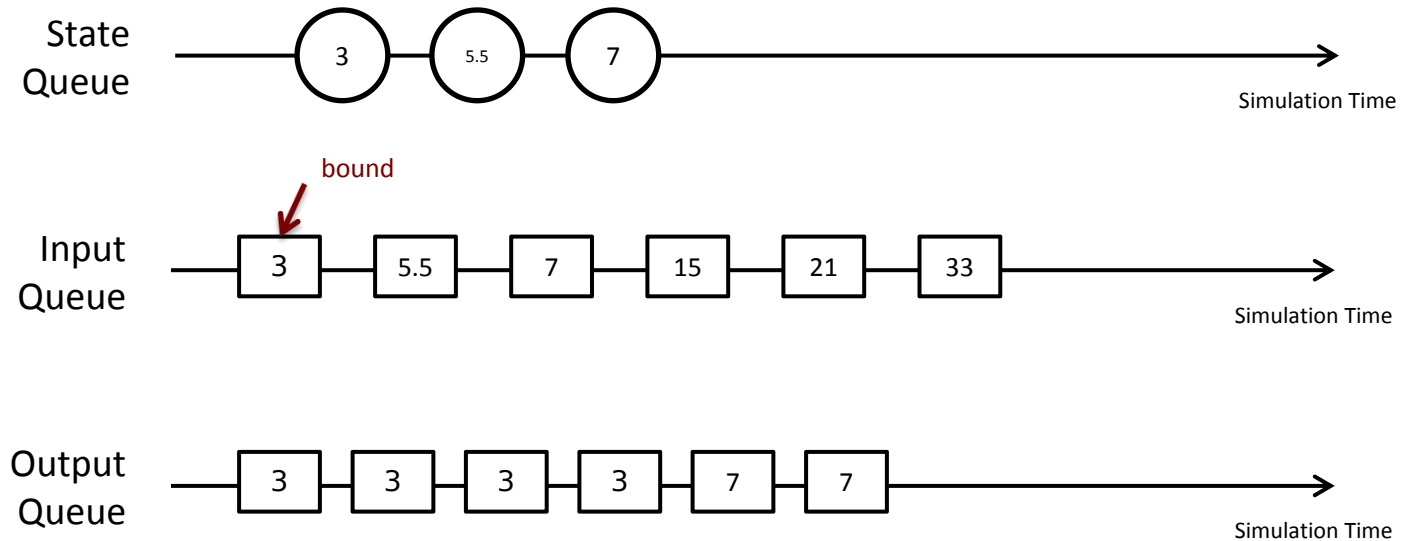 State
Queue
3 5.5 7
Simulation Time
bound
Input
Queue
3 5.5 7 15 21 33
Simulation Time
Output
Queue
3 3 3 3 7 7
Simulation Time